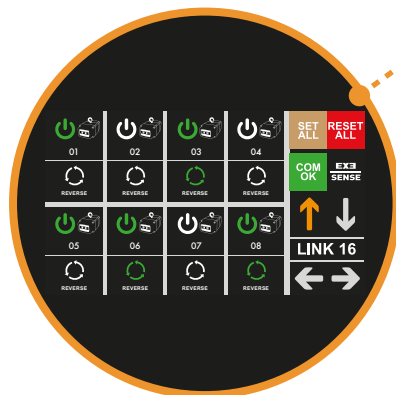 01 02 03 04
REVERSE REVERSE REVERSE REVERSE
05 06 07 08
REVERSE REVERSE REVERSE REVERSE
SET ALL
RESET ALL
COM OK
EXE SENSE
LINK 16